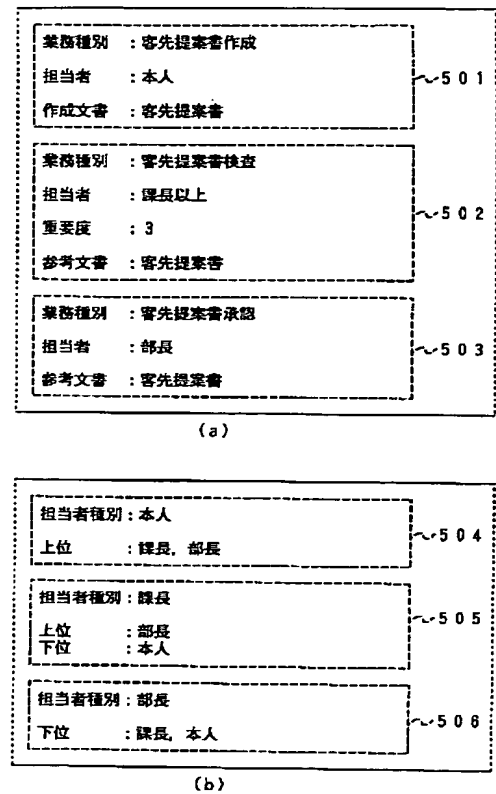 業務種別 :客先提案書作成
担当者 :本人 501
作成文書 :客先提案書
業務種別 :客先提案書検査
担当者 :課長以上
重要度 :3 502
参考文書 :客先提案書
業務種別 :客先提案書承認
担当者 :部長 503
参考文書 :客先提案書
(a)
担当者種別:本人
上位 :課長,部長 504
担当者種別:課長
上位 :部長 505
下位 :本人
担当者種別:部長
下位 :課長,本人 506
(b)